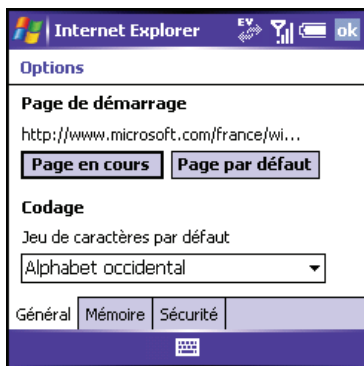 Internet Explorer EV ok
Options
Page de démarrage
http://www.microsoft.com/france/wi...
Page en cours Page par défaut
Codage
Jeu de caractères par défaut
Alphabet occidental
Général Mémoire Sécurité